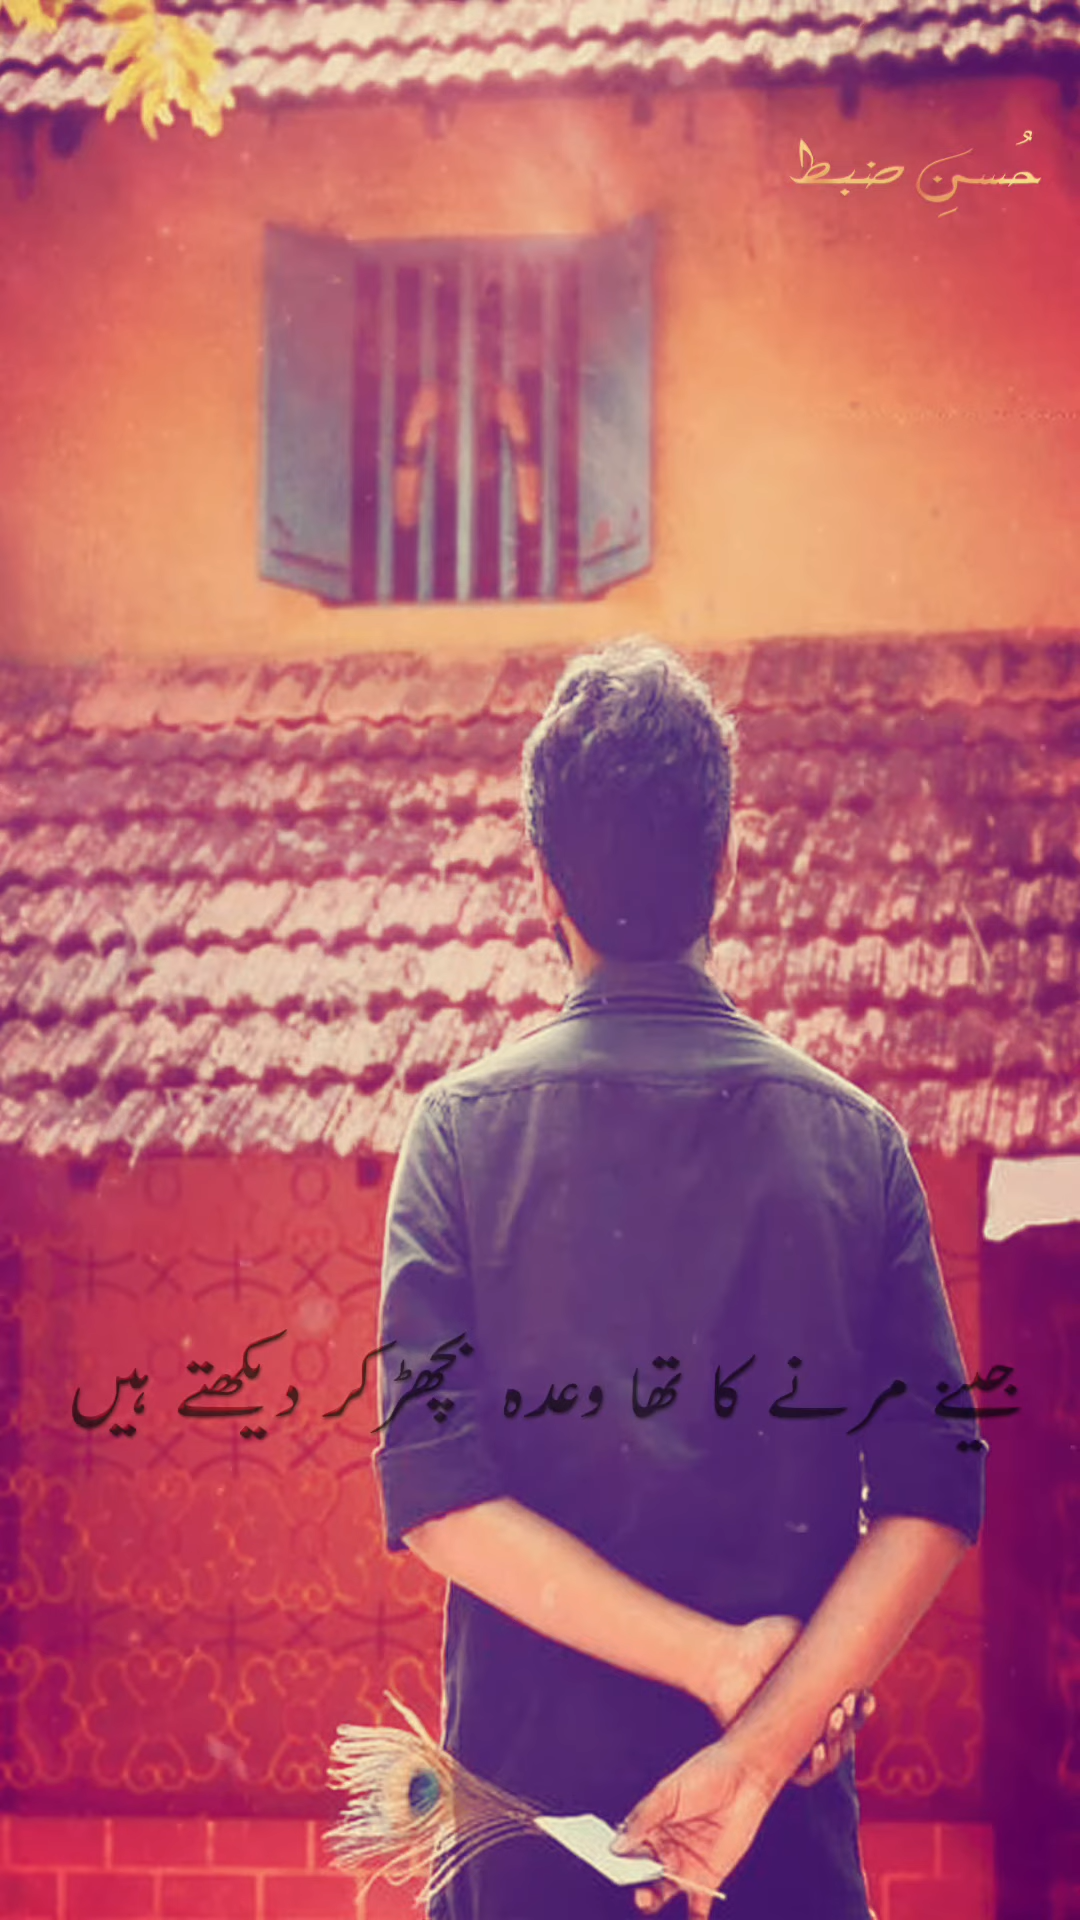 حُسنِ ضبط
جینے مرنے کا تھا وعدہ بچھڑ کر دیکھتے ہیں